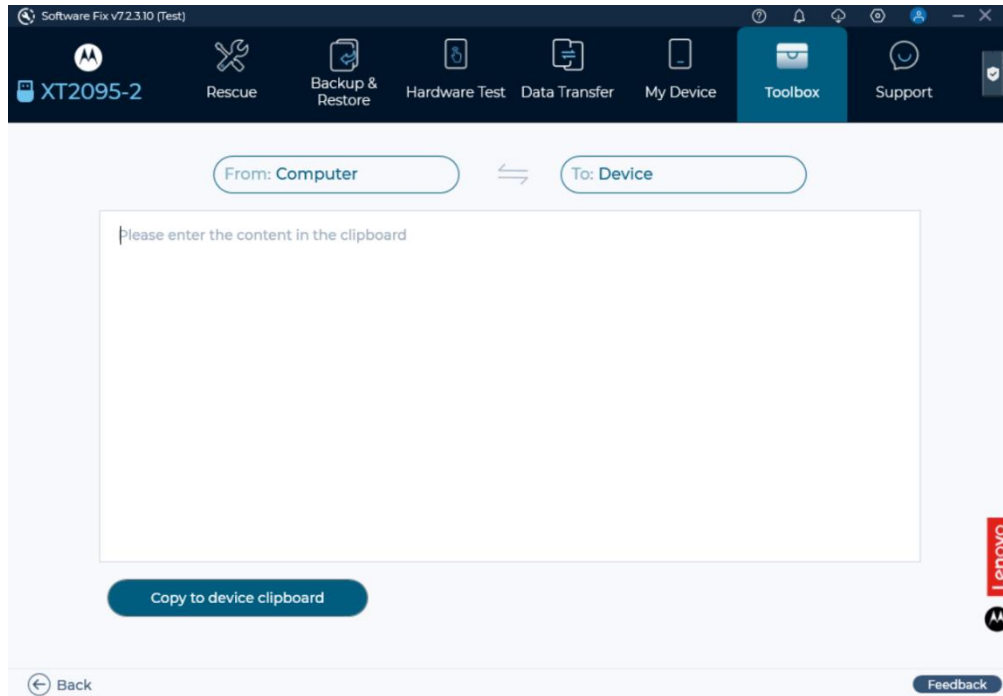 Software Fix v7.2.3.10 (Test)
XT2095-2
Rescue
Backup &
Restore
Hardware Test
Data Transfer
My Device
Toolbox
Support
From: Computer
To: Device
Please enter the content in the clipboard
Copy to device clipboard
Lenovo
Back
Feedback